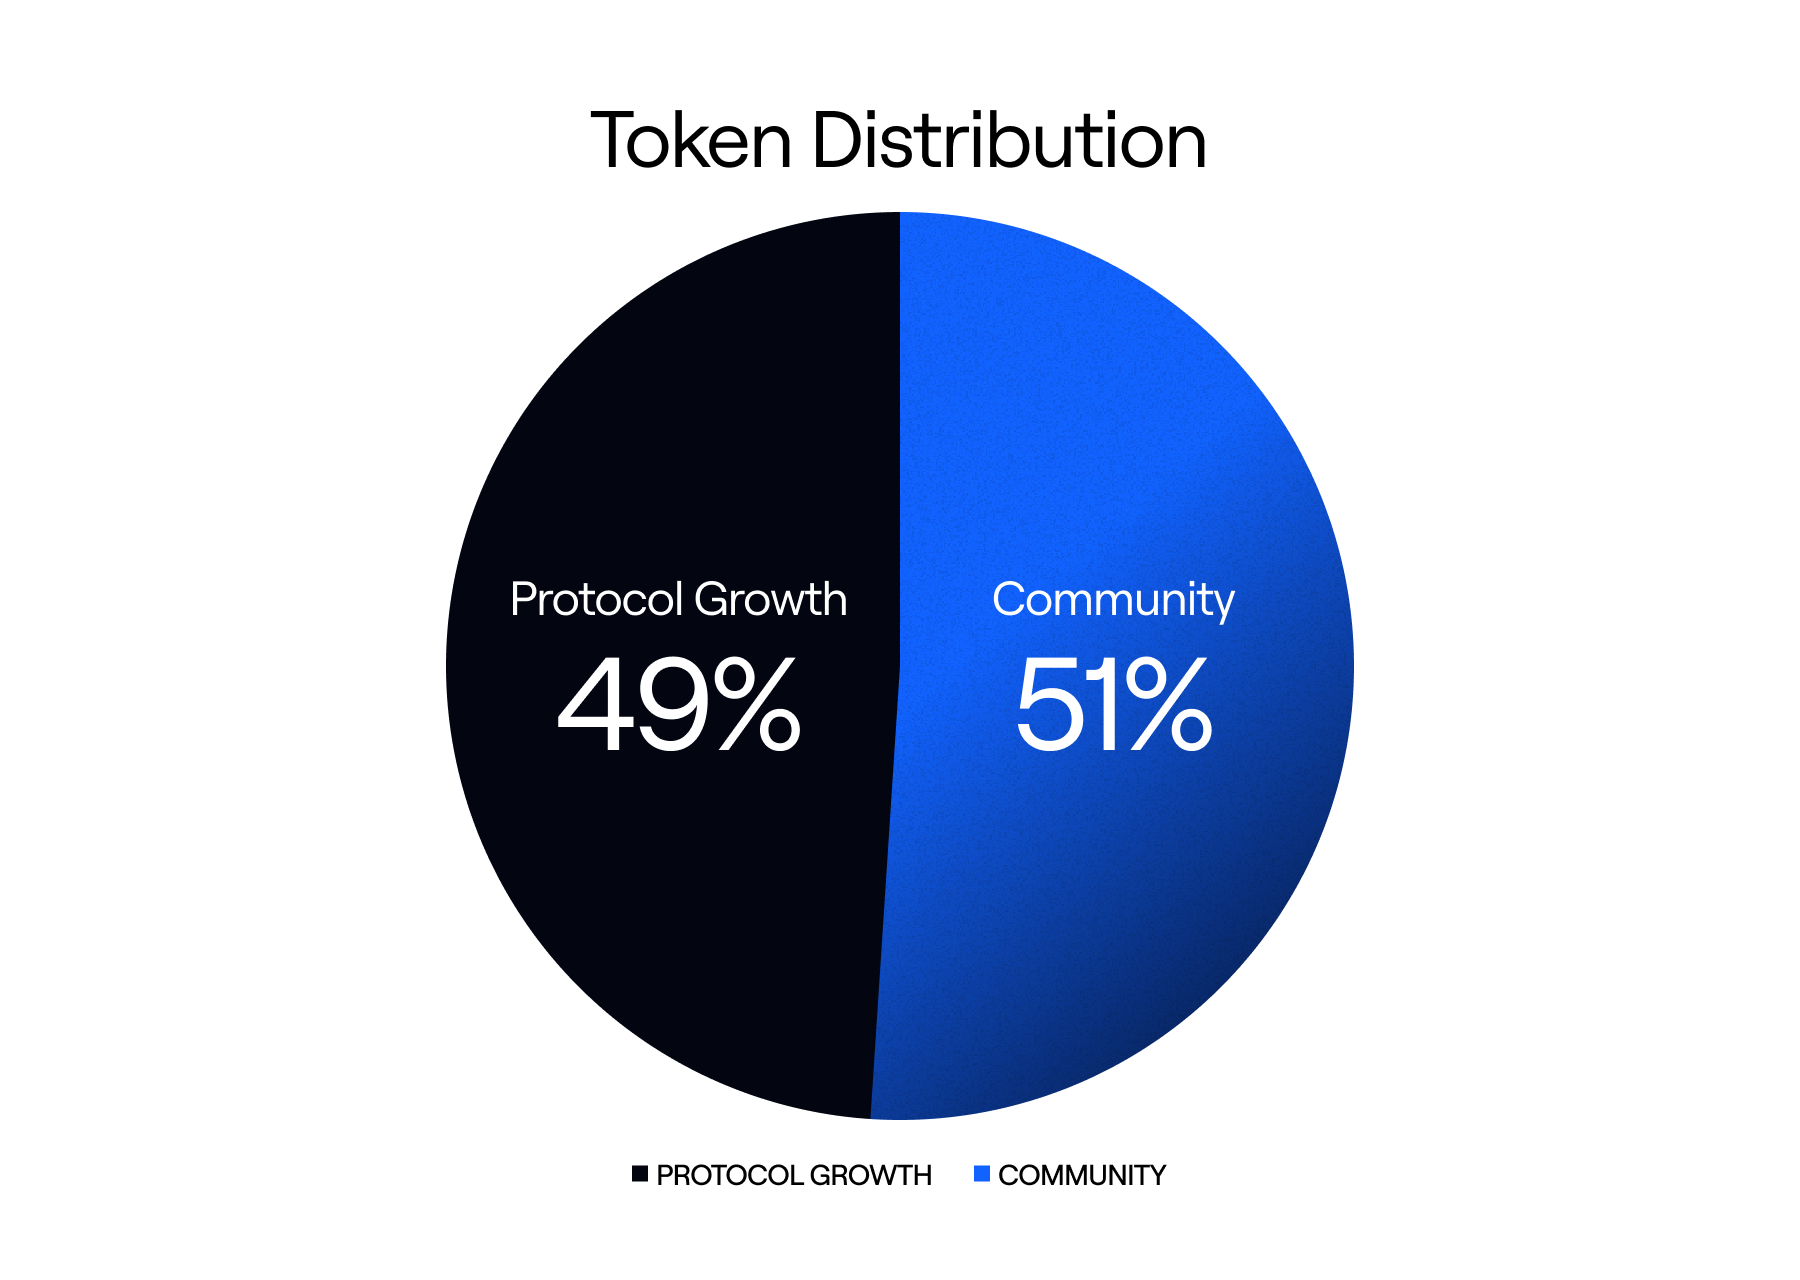 Token Distribution
Protocol Growth
49%
Community
51%
PROTOCOL GROWTH
COMMUNITY